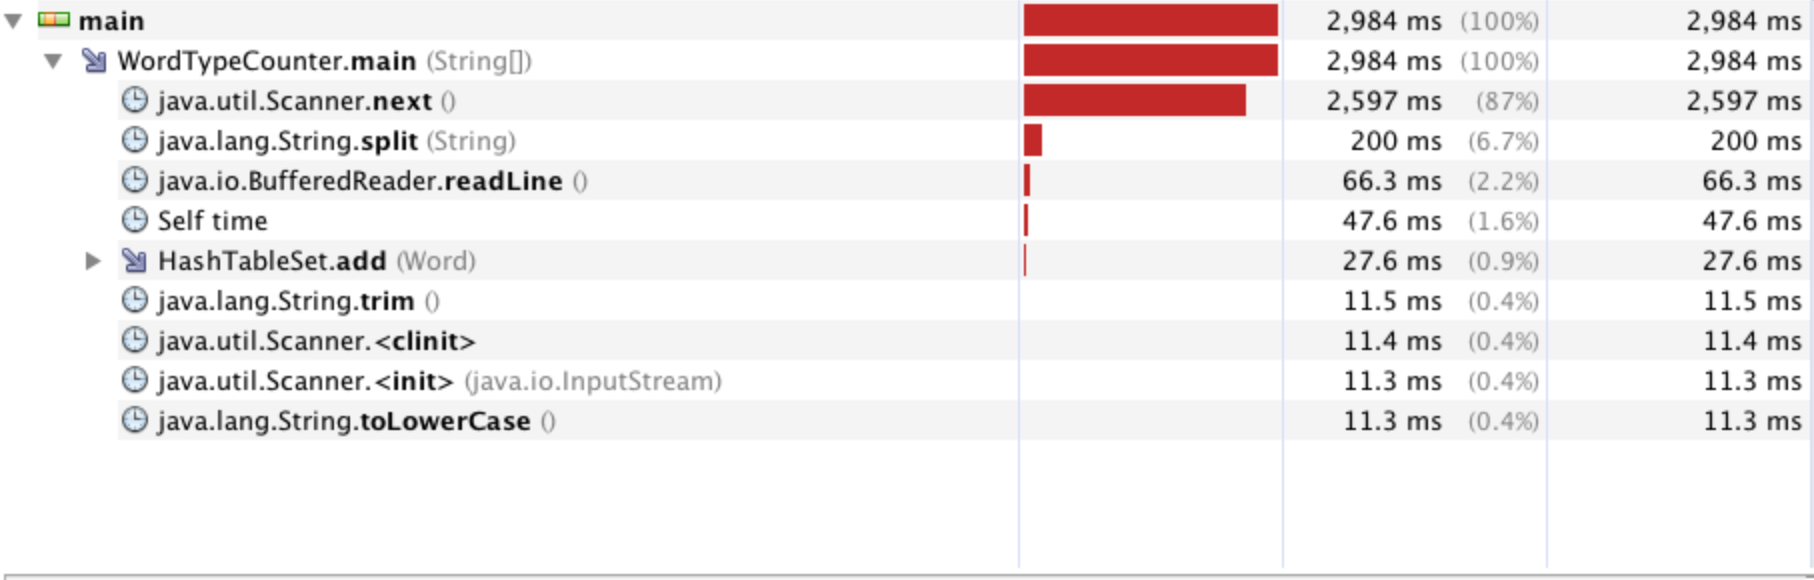 main 2,984 ms (100%) 2,984 ms
WordTypeCounter.main (String[]) 2,984 ms (100%) 2,984 ms
java.util.Scanner.next () 2,597 ms (87%) 2,597 ms
java.lang.String.split (String) 200 ms (6.7%) 200 ms
java.io.BufferedReader.readLine () 66.3 ms (2.2%) 66.3 ms
Self time 47.6 ms (1.6%) 47.6 ms
HashTableSet.add (Word) 27.6 ms (0.9%) 27.6 ms
java.lang.String.trim () 11.5 ms (0.4%) 11.5 ms
java.util.Scanner.<clinit> 11.4 ms (0.4%) 11.4 ms
java.util.Scanner.<init> (java.io.InputStream) 11.3 ms (0.4%) 11.3 ms
java.lang.String.toLowerCase () 11.3 ms (0.4%) 11.3 ms